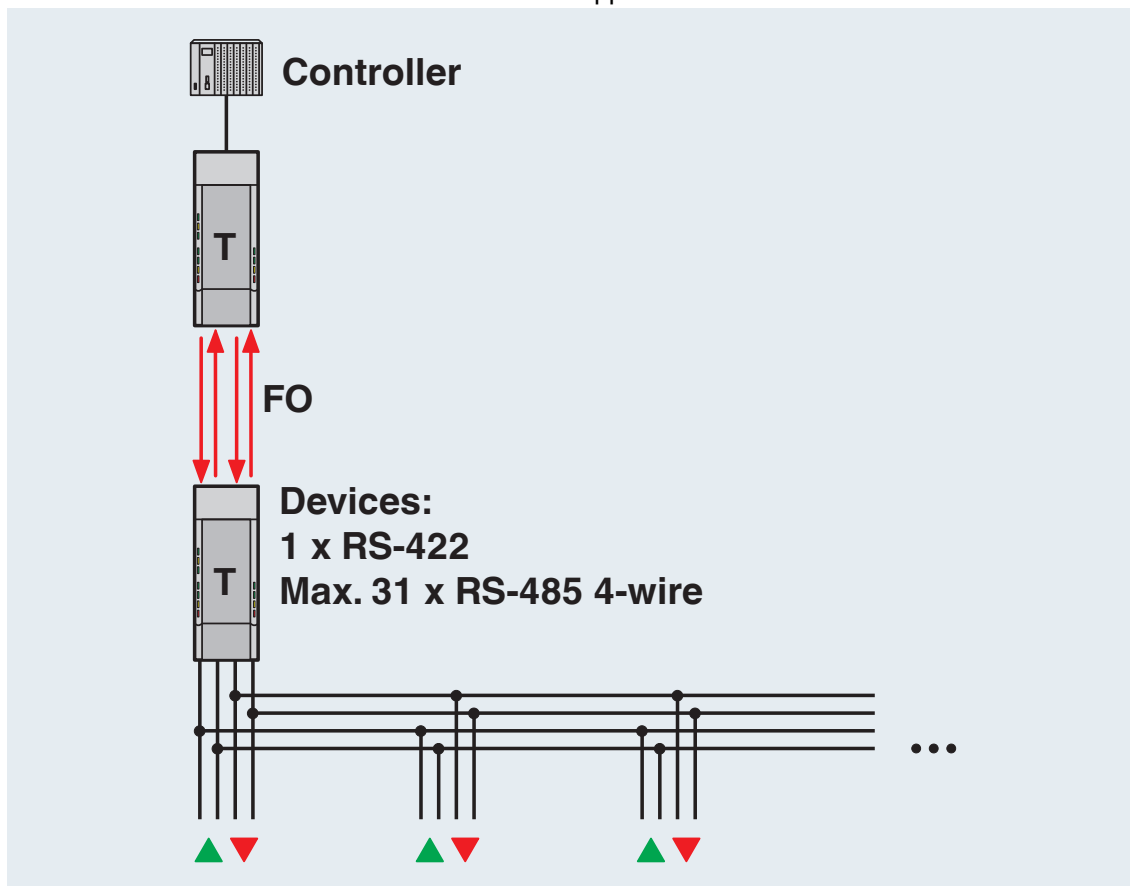 Controller
T
FO
Devices:
1 x RS-422
Max. 31 x RS-485 4-wire
T